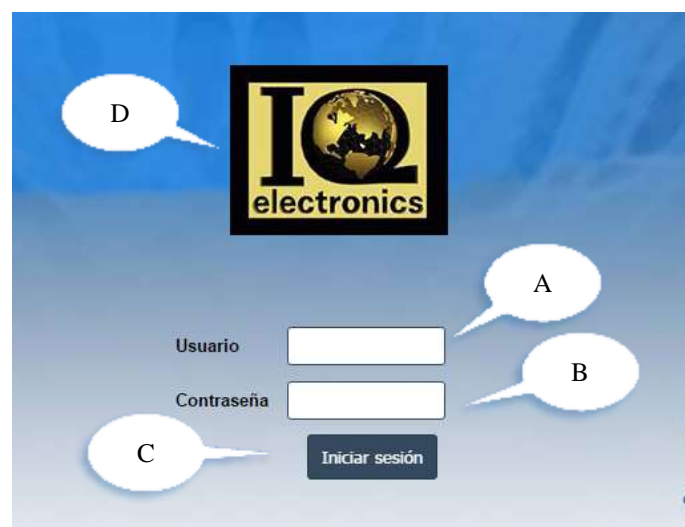 D
IQ
electronics
A
Usuario
B
Contraseña
C
Iniciar sesión